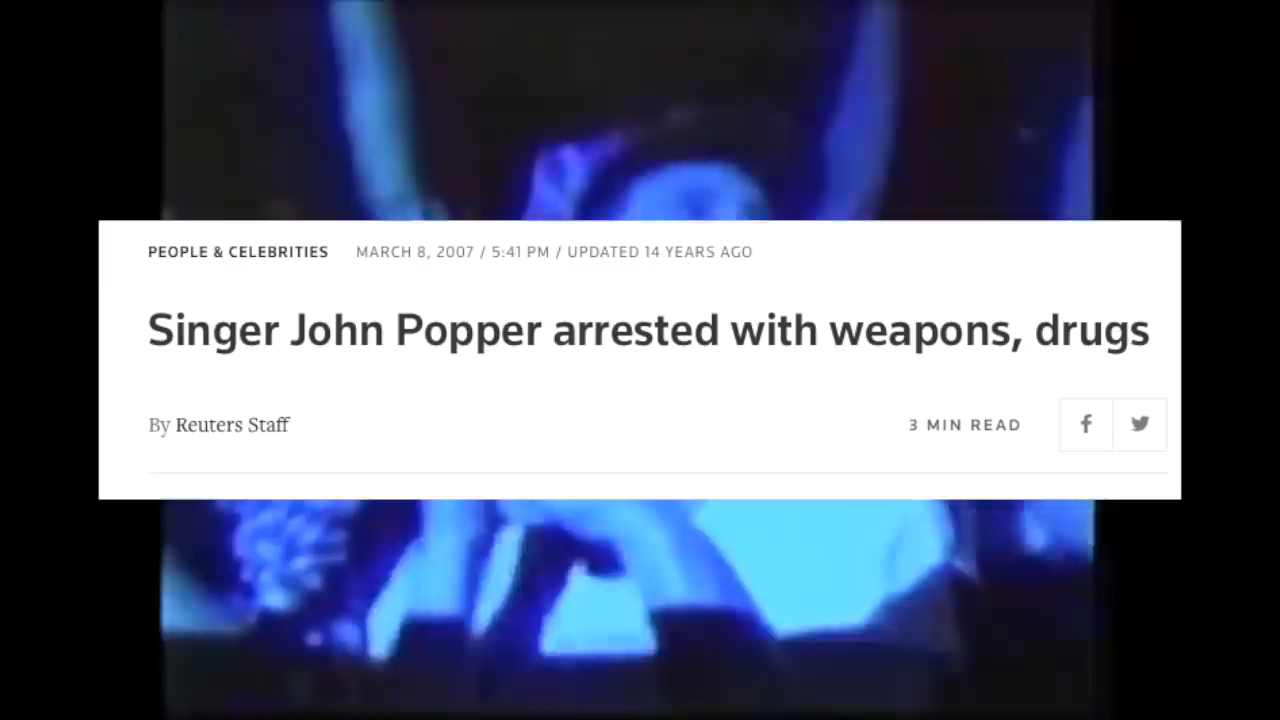 PEOPLE & CELEBRITIES MARCH 8, 2007 / 5:41 PM / UPDATED 14 YEARS AGO
Singer John Popper arrested with weapons, drugs
By Reuters Staff 3 MIN READ